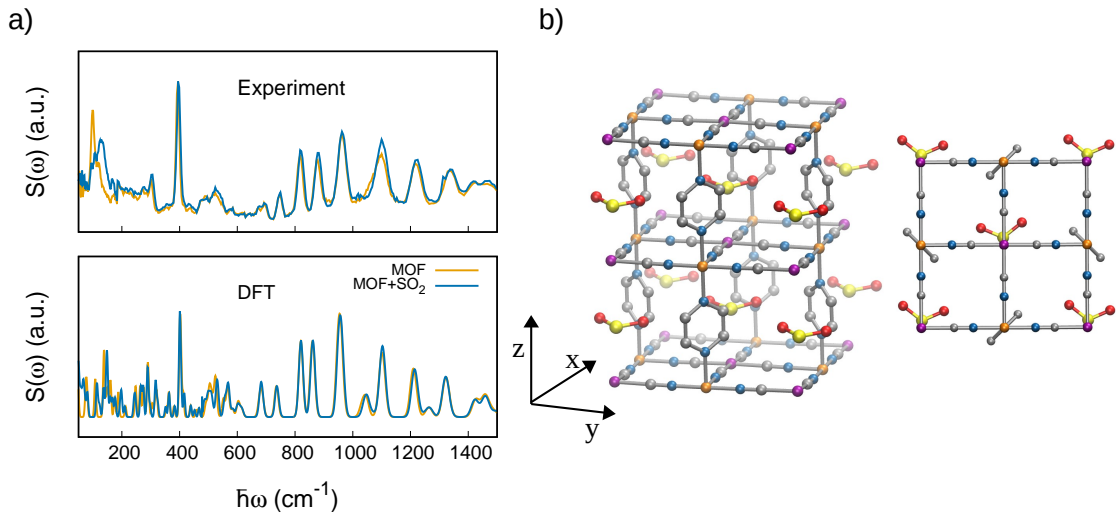 a)
S(ω) (a.u.)
Experiment
S(ω) (a.u.)
DFT
MOF
MOF+SO₂
200 400 600 800 1000 1200 1400
ħω (cm⁻¹)
b)
z
x
y